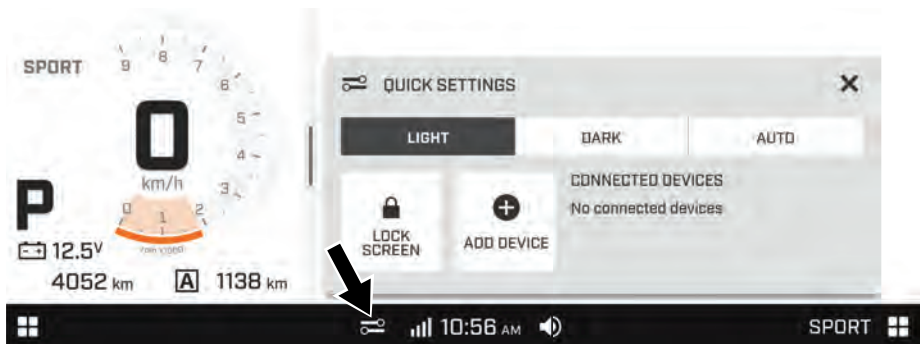 SPORT
9 8 7
6
5
4
3
0 1 2
0
km/h
P
12.5V
4052 km A 1138 km
QUICK SETTINGS
LIGHT DARK AUTO
LOCK
SCREEN
ADD DEVICE
CONNECTED DEVICES
No connected devices
10:56 AM
SPORT